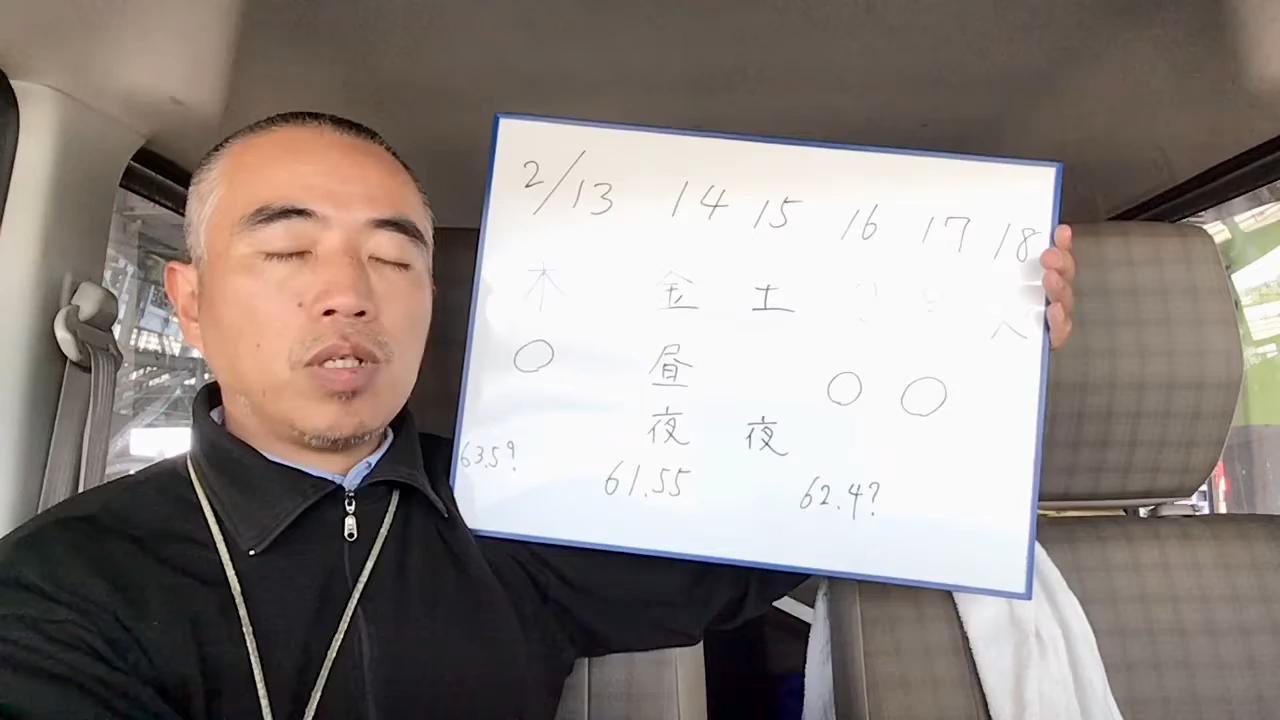 2/13 14 15 16 17 18
木 金 土
○ 昼 ○ ○
夜 夜
63.5? 61.55 62.4?